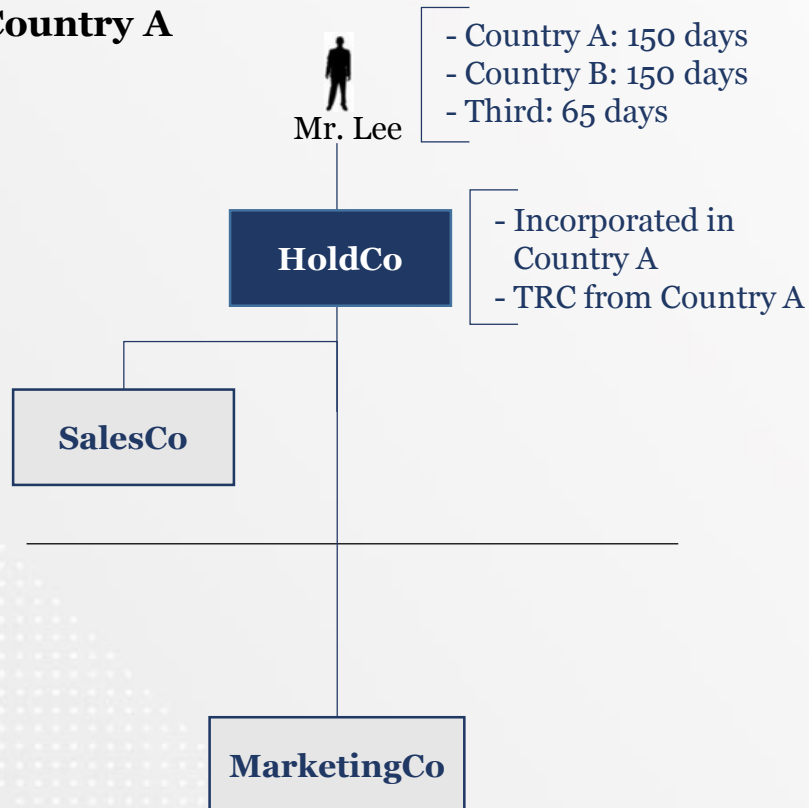 Country A
- Country A: 150 days
- Country B: 150 days
- Third: 65 days
Mr. Lee
HoldCo
- Incorporated in
Country A
- TRC from Country A
SalesCo
MarketingCo